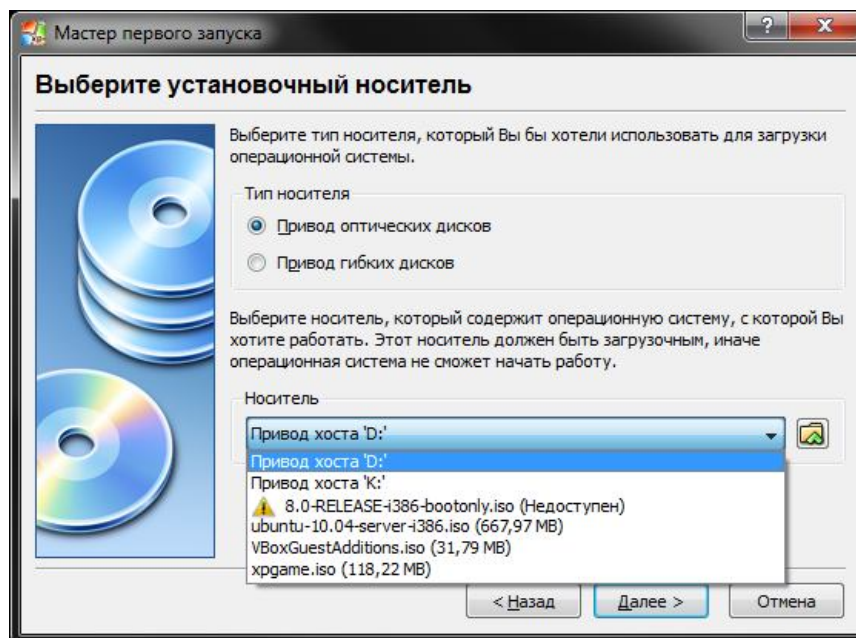 Мастер первого запуска
Выберите установочный носитель
Выберите тип носителя, который Вы бы хотели использовать для загрузки
операционной системы.
Тип носителя
Привод оптических дисков
Привод гибких дисков
Выберите носитель, который содержит операционную систему, с которой Вы
хотите работать. Этот носитель должен быть загрузочным, иначе
операционная система не сможет начать работу.
Носитель
Привод хоста 'D:'
Привод хоста 'D:'
Привод хоста 'K:'
8.0-RELEASE-i386-bootonly.iso (Недоступен)
ubuntu-10.04-server-i386.iso (667,97 MB)
VBoxGuestAdditions.iso (31,79 MB)
xpgame.iso (118,22 MB)
< Назад
Далее >
Отмена